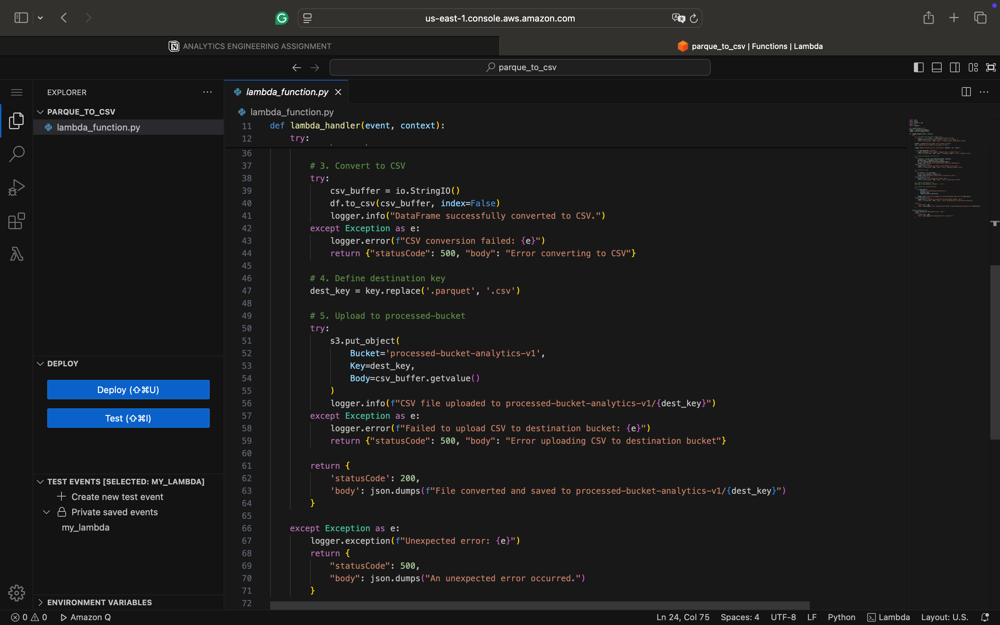 us-east-1.console.aws.amazon.com
ANALYTICS ENGINEERING ASSIGNMENT
parque_to_csv | Functions | Lambda
parque_to_csv
EXPLORER
PARQUE_TO_CSV
lambda_function.py
DEPLOY
Deploy (⇧⌘U)
Test (⇧⌘I)
TEST EVENTS [SELECTED: MY_LAMBDA]
Create new test event
Private saved events
my_lambda
ENVIRONMENT VARIABLES
lambda_function.py
lambda_function.py
11 def lambda_handler(event, context):
12     try:
36
37         # 3. Convert to CSV
38         try:
39             csv_buffer = io.StringIO()
40             df.to_csv(csv_buffer, index=False)
41             logger.info("DataFrame successfully converted to CSV.")
42         except Exception as e:
43             logger.error(f"CSV conversion failed: {e}")
44             return {"statusCode": 500, "body": "Error converting to CSV"}
45
46         # 4. Define destination key
47         dest_key = key.replace('.parquet', '.csv')
48
49         # 5. Upload to processed-bucket
50         try:
51             s3.put_object(
52                 Bucket='processed-bucket-analytics-v1',
53                 Key=dest_key,
54                 Body=csv_buffer.getvalue()
55             )
56             logger.info(f"CSV file uploaded to processed-bucket-analytics-v1/{dest_key}")
57         except Exception as e:
58             logger.error(f"Failed to upload CSV to destination bucket: {e}")
59             return {"statusCode": 500, "body": "Error uploading CSV to destination bucket"}
60
61         return {
62             'statusCode': 200,
63             'body': json.dumps(f"File converted and saved to processed-bucket-analytics-v1/{dest_key}")
64         }
65
66     except Exception as e:
67         logger.exception(f"Unexpected error: {e}")
68         return {
69             "statusCode": 500,
70             "body": json.dumps("An unexpected error occurred.")
71         }
72
0 0 Amazon Q Ln 24, Col 75 Spaces: 4 UTF-8 LF Python Lambda Layout: U.S.